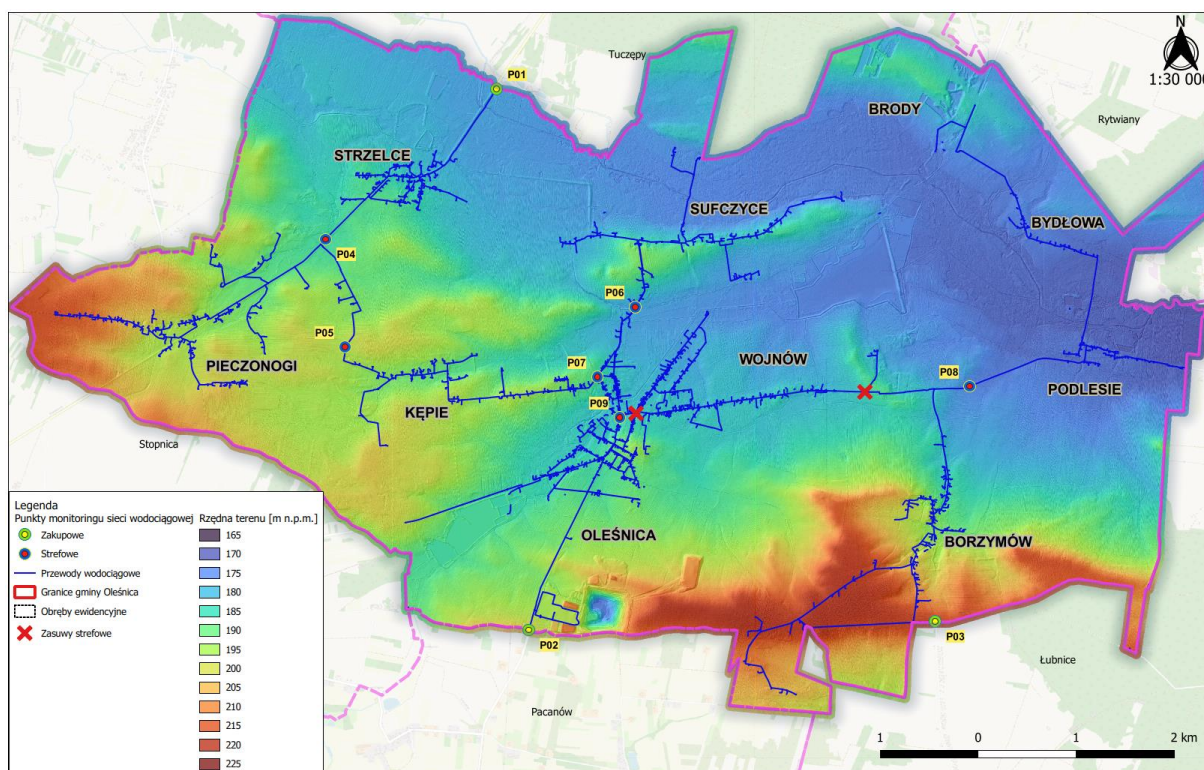 N
1:30 000
Tuczępy
P01
BRODY
Rytwiany
STRZELCE
SUFCZYCE
BYDŁOWA
P04
P06
P05
WOJNÓW
PIECZONOGI
P07
P08
PODLESIE
KĘPIE
P09
Stopnica
OLEŚNICA
BORZYMÓW
P02
P03
Łubnice
Pacanów
Legenda
Punkty monitoringu sieci wodociągowej
Zakupowe
Strefowe
Przewody wodociągowe
Granice gminy Oleśnica
Obręby ewidencyjne
Zasuwy strefowe
Rzędna terenu [m n.p.m.]
165
170
175
180
185
190
195
200
205
210
215
220
225
1 0 1 2 km